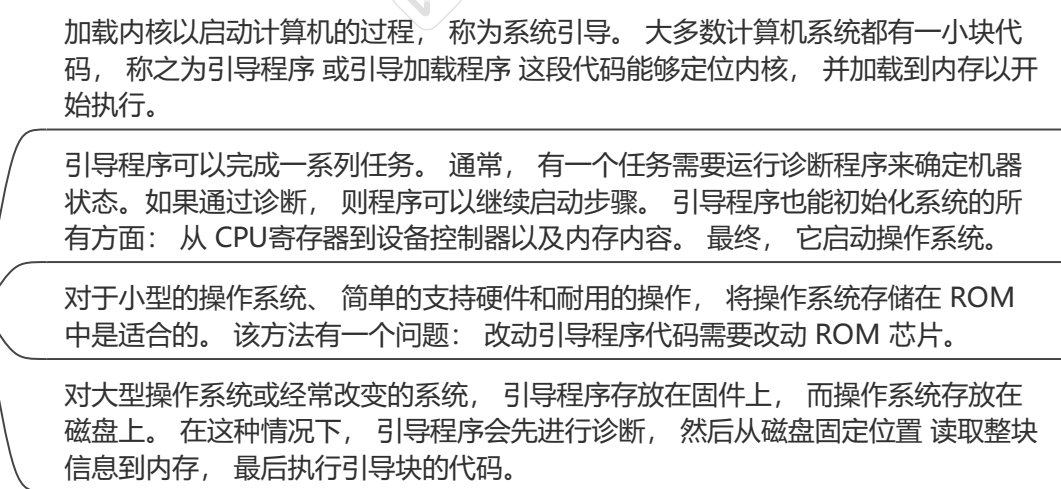 加载内核以启动计算机的过程， 称为系统引导。 大多数计算机系统都有一小块代
码， 称之为引导程序 或引导加载程序 这段代码能够定位内核， 并加载到内存以开
始执行。
引导程序可以完成一系列任务。 通常， 有一个任务需要运行诊断程序来确定机器
状态。如果通过诊断， 则程序可以继续启动步骤。 引导程序也能初始化系统的所
有方面： 从 CPU寄存器到设备控制器以及内存内容。 最终， 它启动操作系统。
对于小型的操作系统、 简单的支持硬件和耐用的操作， 将操作系统存储在 ROM
中是适合的。 该方法有一个问题： 改动引导程序代码需要改动 ROM 芯片。
对大型操作系统或经常改变的系统， 引导程序存放在固件上， 而操作系统存放在
磁盘上。 在这种情况下， 引导程序会先进行诊断， 然后从磁盘固定位置 读取整块
信息到内存， 最后执行引导块的代码。